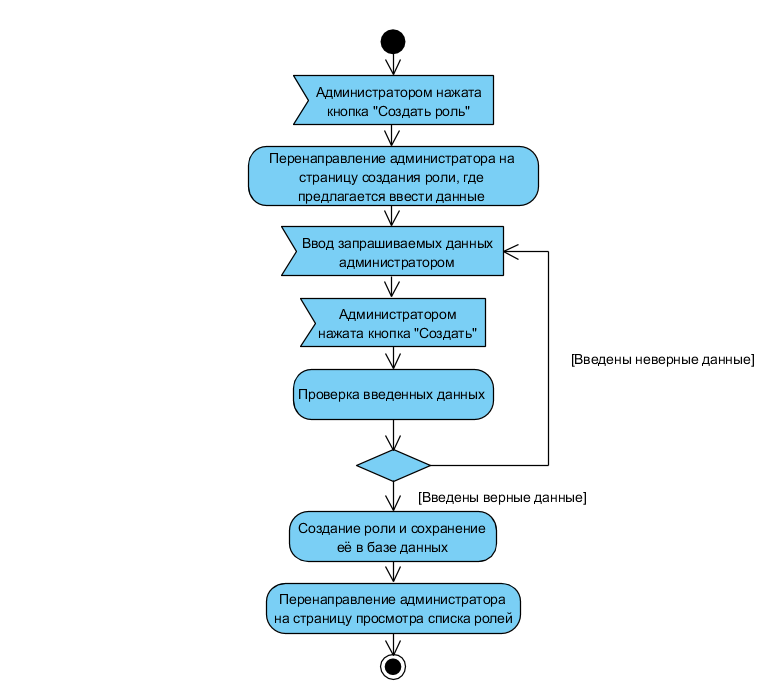 Администратором нажата
кнопка "Создать роль"
Перенаправление администратора на
страницу создания роли, где
предлагается ввести данные
Ввод запрашиваемых данных
администратором
Администратором
нажата кнопка "Создать"
[Введены неверные данные]
Проверка введенных данных
[Введены верные данные]
Создание роли и сохранение
её в базе данных
Перенаправление администратора
на страницу просмотра списка ролей